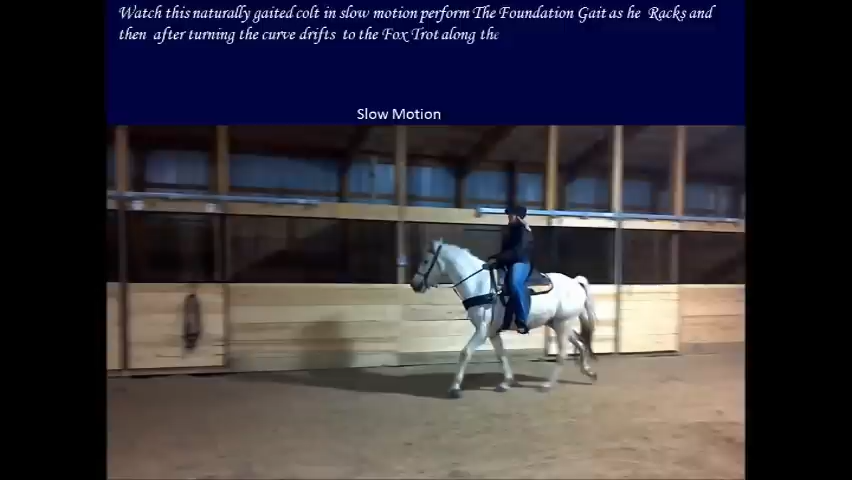 Watch this naturally gaited colt in slow motion perform The Foundation Gait as he Racks and
then after turning the curve drifts to the Fox Trot along the
Slow Motion